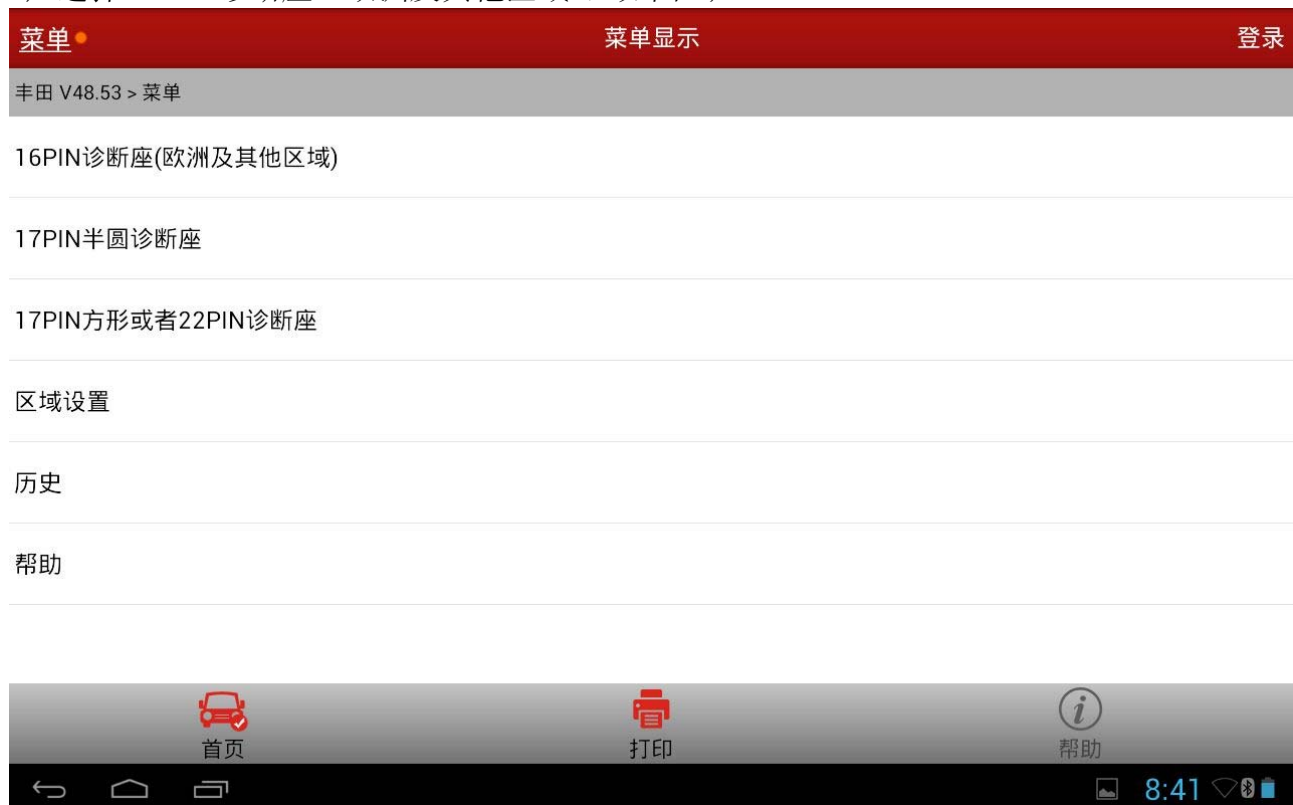 菜单
菜单显示
登录
丰田 V48.53 > 菜单
16PIN诊断座(欧洲及其他区域)
17PIN半圆诊断座
17PIN方形或者22PIN诊断座
区域设置
历史
帮助
首页
打印
帮助
8:41